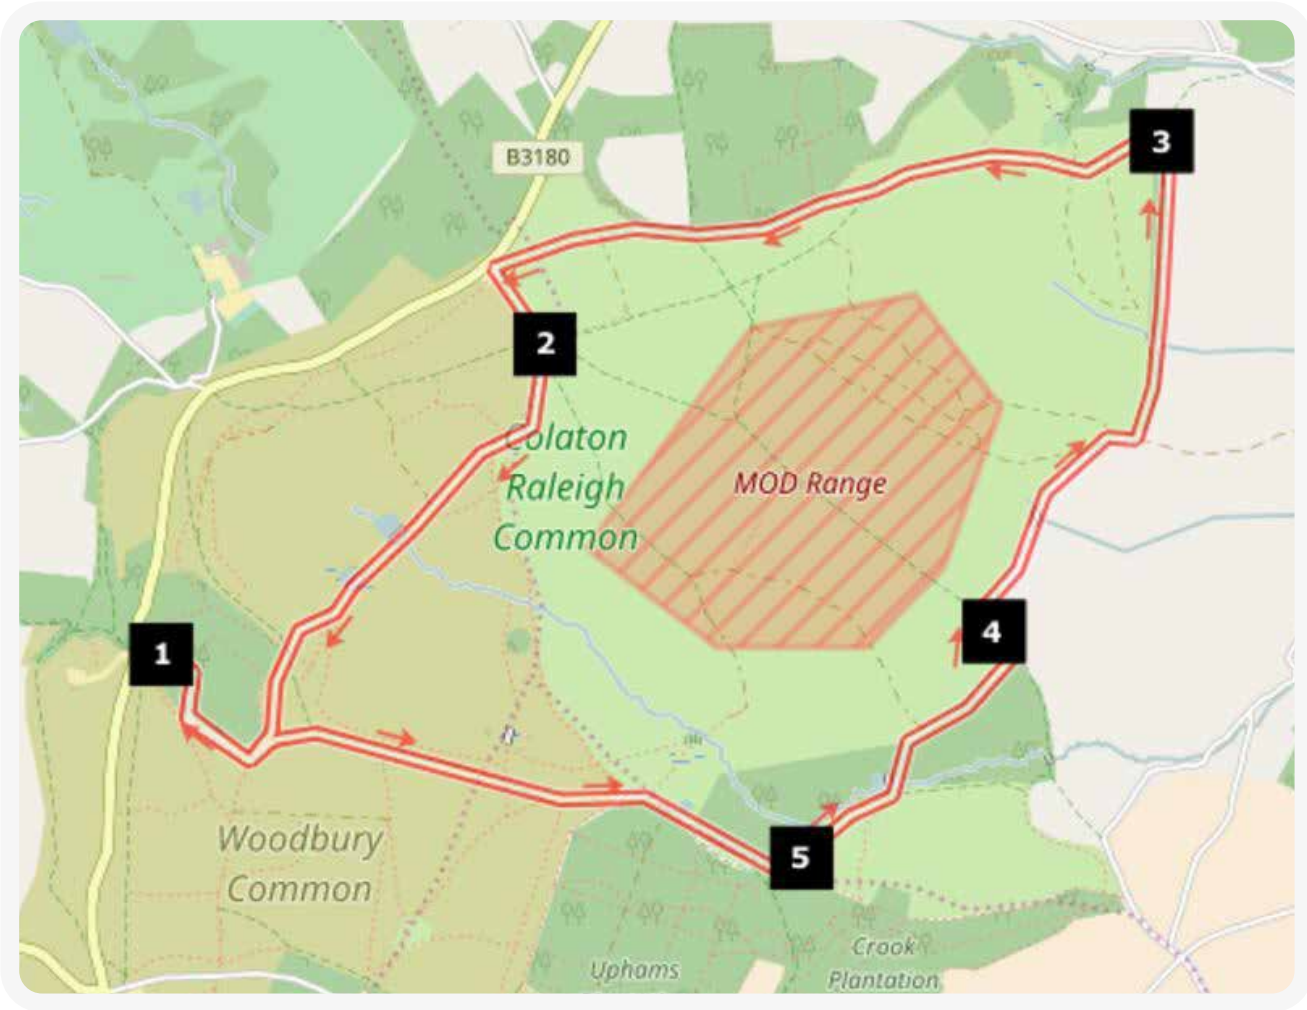 3
B3180
2
Colaton
Raleigh
Common
MOD Range
4
1
5
Woodbury
Common
Crook
Plantation
Uphams